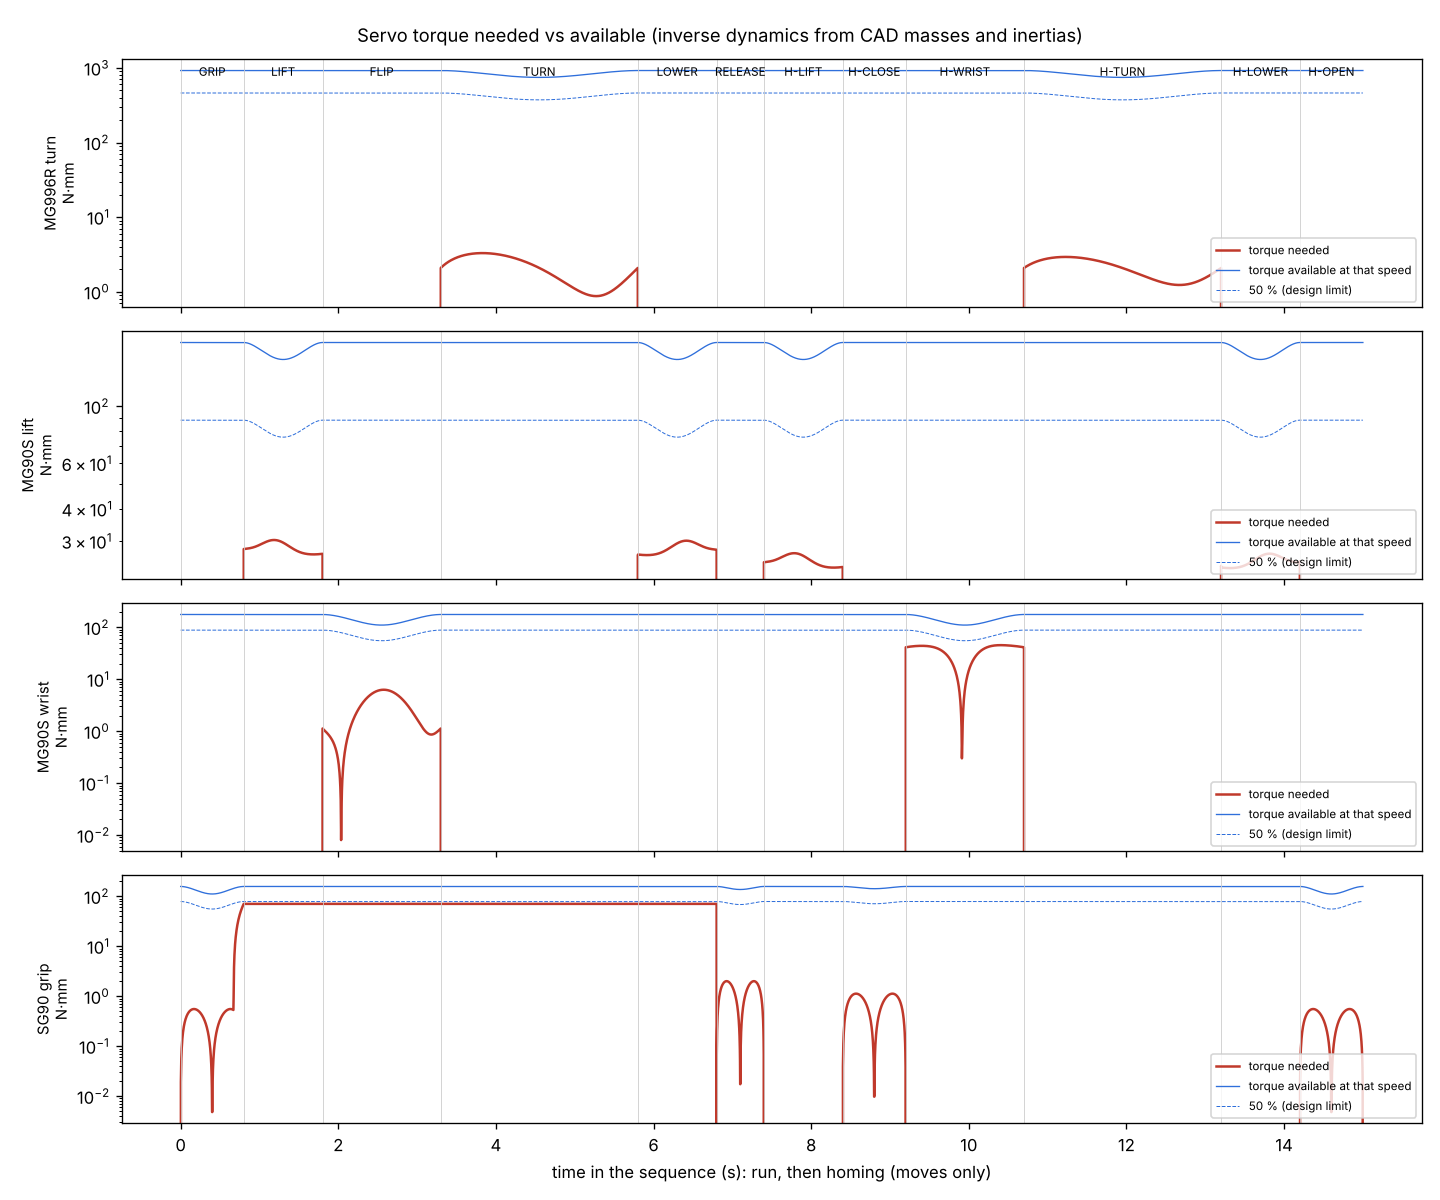 Servo torque needed vs available (inverse dynamics from CAD masses and inertias)
GRIP LIFT FLIP TURN LOWER RELEASE H-LIFT H-CLOSE H-WRIST H-TURN H-LOWER H-OPEN
MG996R turn
N·mm
10³
10²
10¹
10⁰
torque needed
torque available at that speed
50 % (design limit)
MG90S lift
N·mm
10²
6 × 10¹
4 × 10¹
3 × 10¹
torque needed
torque available at that speed
50 % (design limit)
MG90S wrist
N·mm
10²
10¹
10⁰
10⁻¹
10⁻²
torque needed
torque available at that speed
50 % (design limit)
SG90 grip
N·mm
10²
10¹
10⁰
10⁻¹
10⁻²
torque needed
torque available at that speed
50 % (design limit)
0 2 4 6 8 10 12 14
time in the sequence (s): run, then homing (moves only)